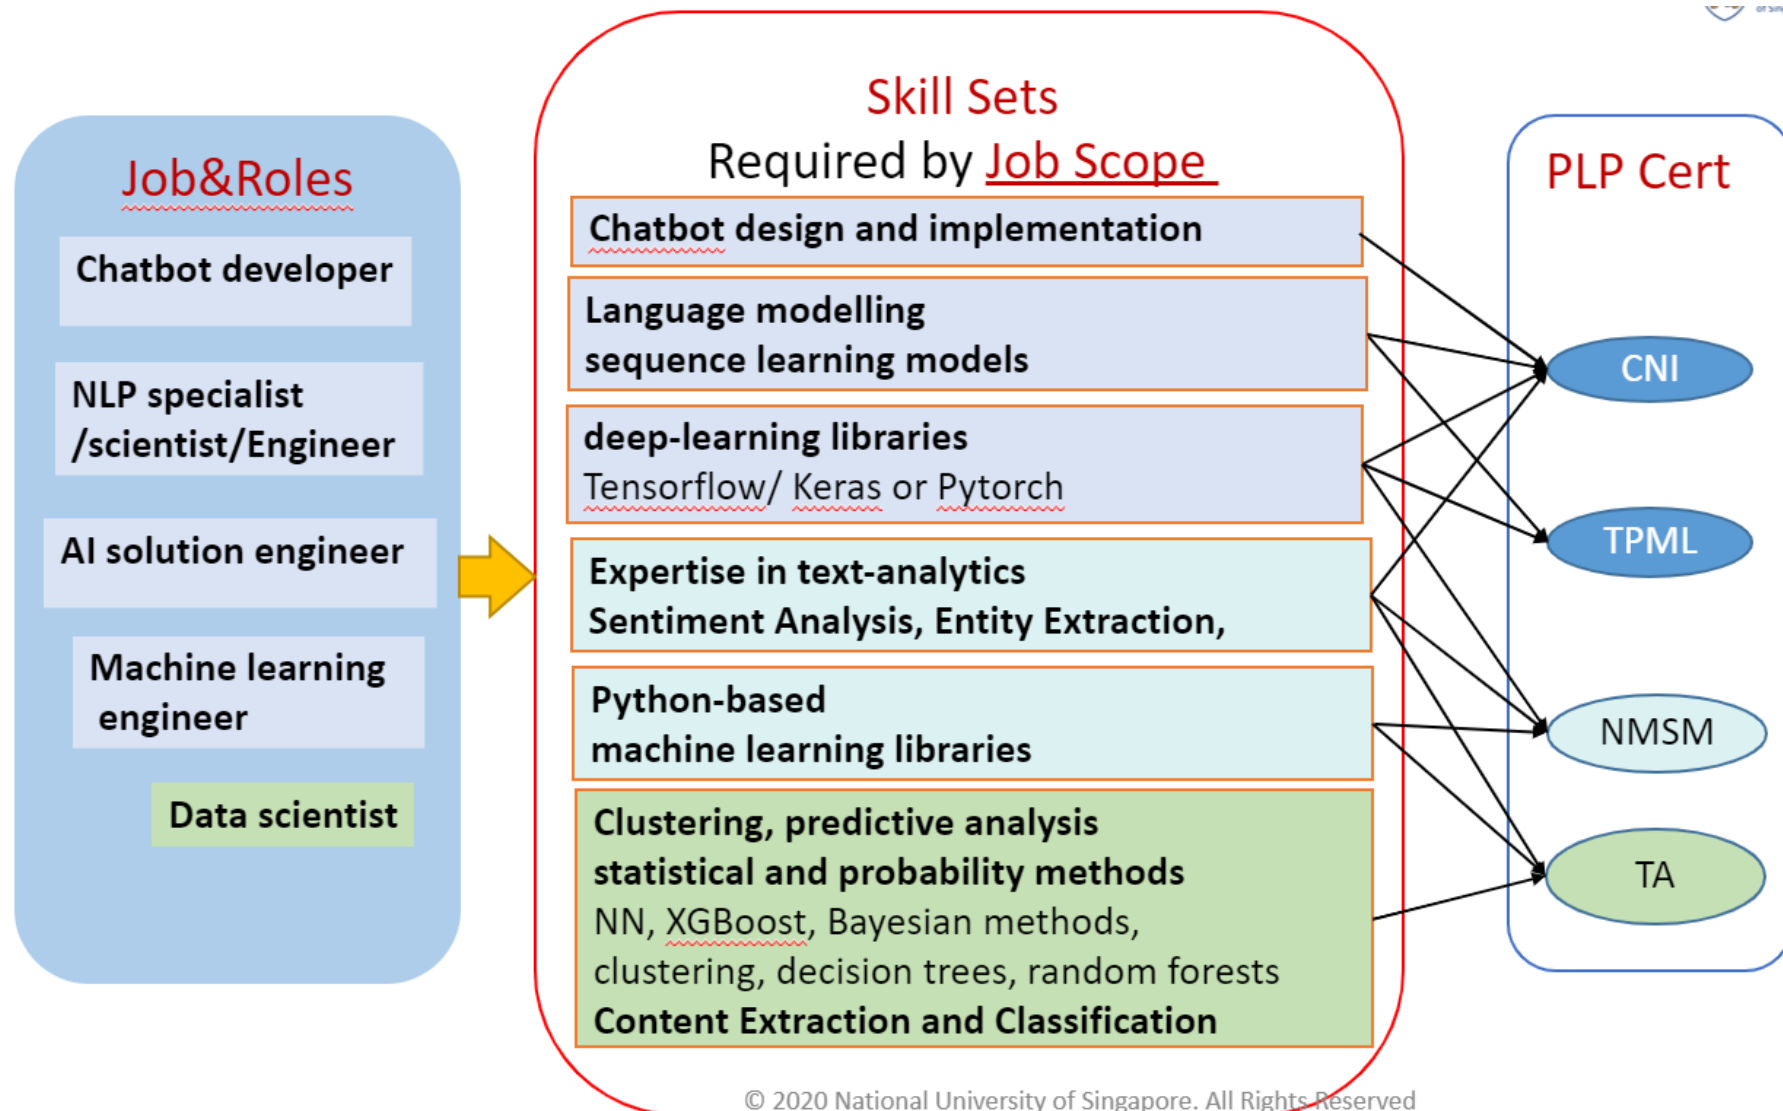 of Sin
Job&Roles
Chatbot developer
NLP specialist
/scientist/Engineer
AI solution engineer
Machine learning
engineer
Data scientist
Skill Sets
Required by Job Scope
Chatbot design and implementation
Language modelling
sequence learning models
deep-learning libraries
Tensorflow/ Keras or Pytorch
Expertise in text-analytics
Sentiment Analysis, Entity Extraction,
Python-based
machine learning libraries
Clustering, predictive analysis
statistical and probability methods
NN, XGBoost, Bayesian methods,
clustering, decision trees, random forests
Content Extraction and Classification
PLP Cert
CNI
TPML
NMSM
TA
© 2020 National University of Singapore. All Rights Reserved